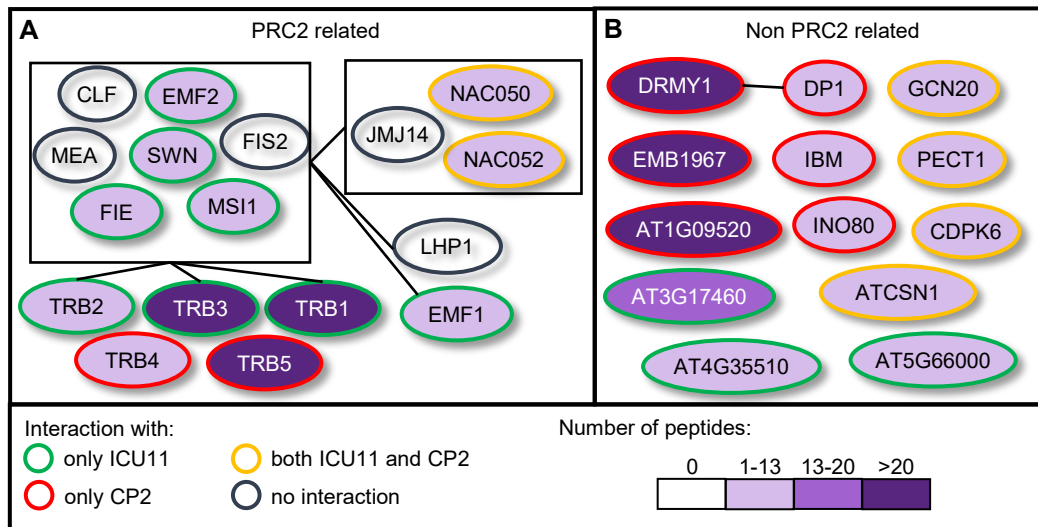 A PRC2 related
CLF
EMF2
MEA
SWN
FIS2
FIE
MSI1
JMJ14
NAC050
NAC052
LHP1
EMF1
TRB2
TRB3
TRB1
TRB4
TRB5
B Non PRC2 related
DRMY1 DP1 GCN20
EMB1967 IBM PECT1
AT1G09520 INO80 CDPK6
AT3G17460 ATCSN1
AT4G35510 AT5G66000
Interaction with:
only ICU11 both ICU11 and CP2
only CP2 no interaction
Number of peptides:
0 1-13 13-20 >20